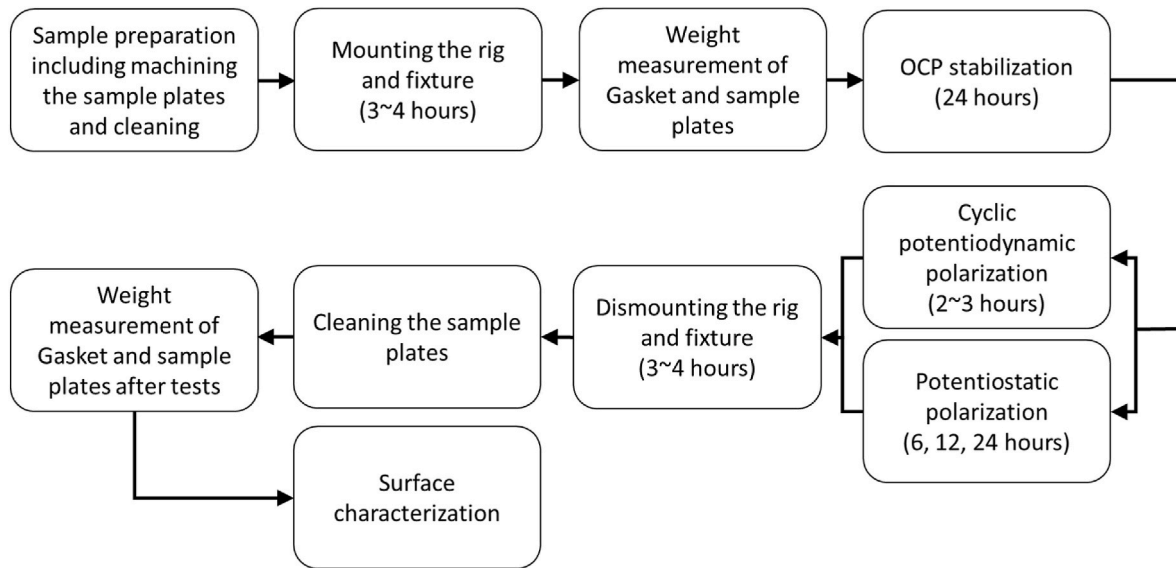 Sample preparation
including machining
the sample plates
and cleaning
Mounting the rig
and fixture
(3~4 hours)
Weight
measurement of
Gasket and sample
plates
OCP stabilization
(24 hours)
Cyclic
potentiodynamic
polarization
(2~3 hours)
Potentiostatic
polarization
(6, 12, 24 hours)
Dismounting the rig
and fixture
(3~4 hours)
Cleaning the sample
plates
Weight
measurement of
Gasket and sample
plates after tests
Surface
characterization